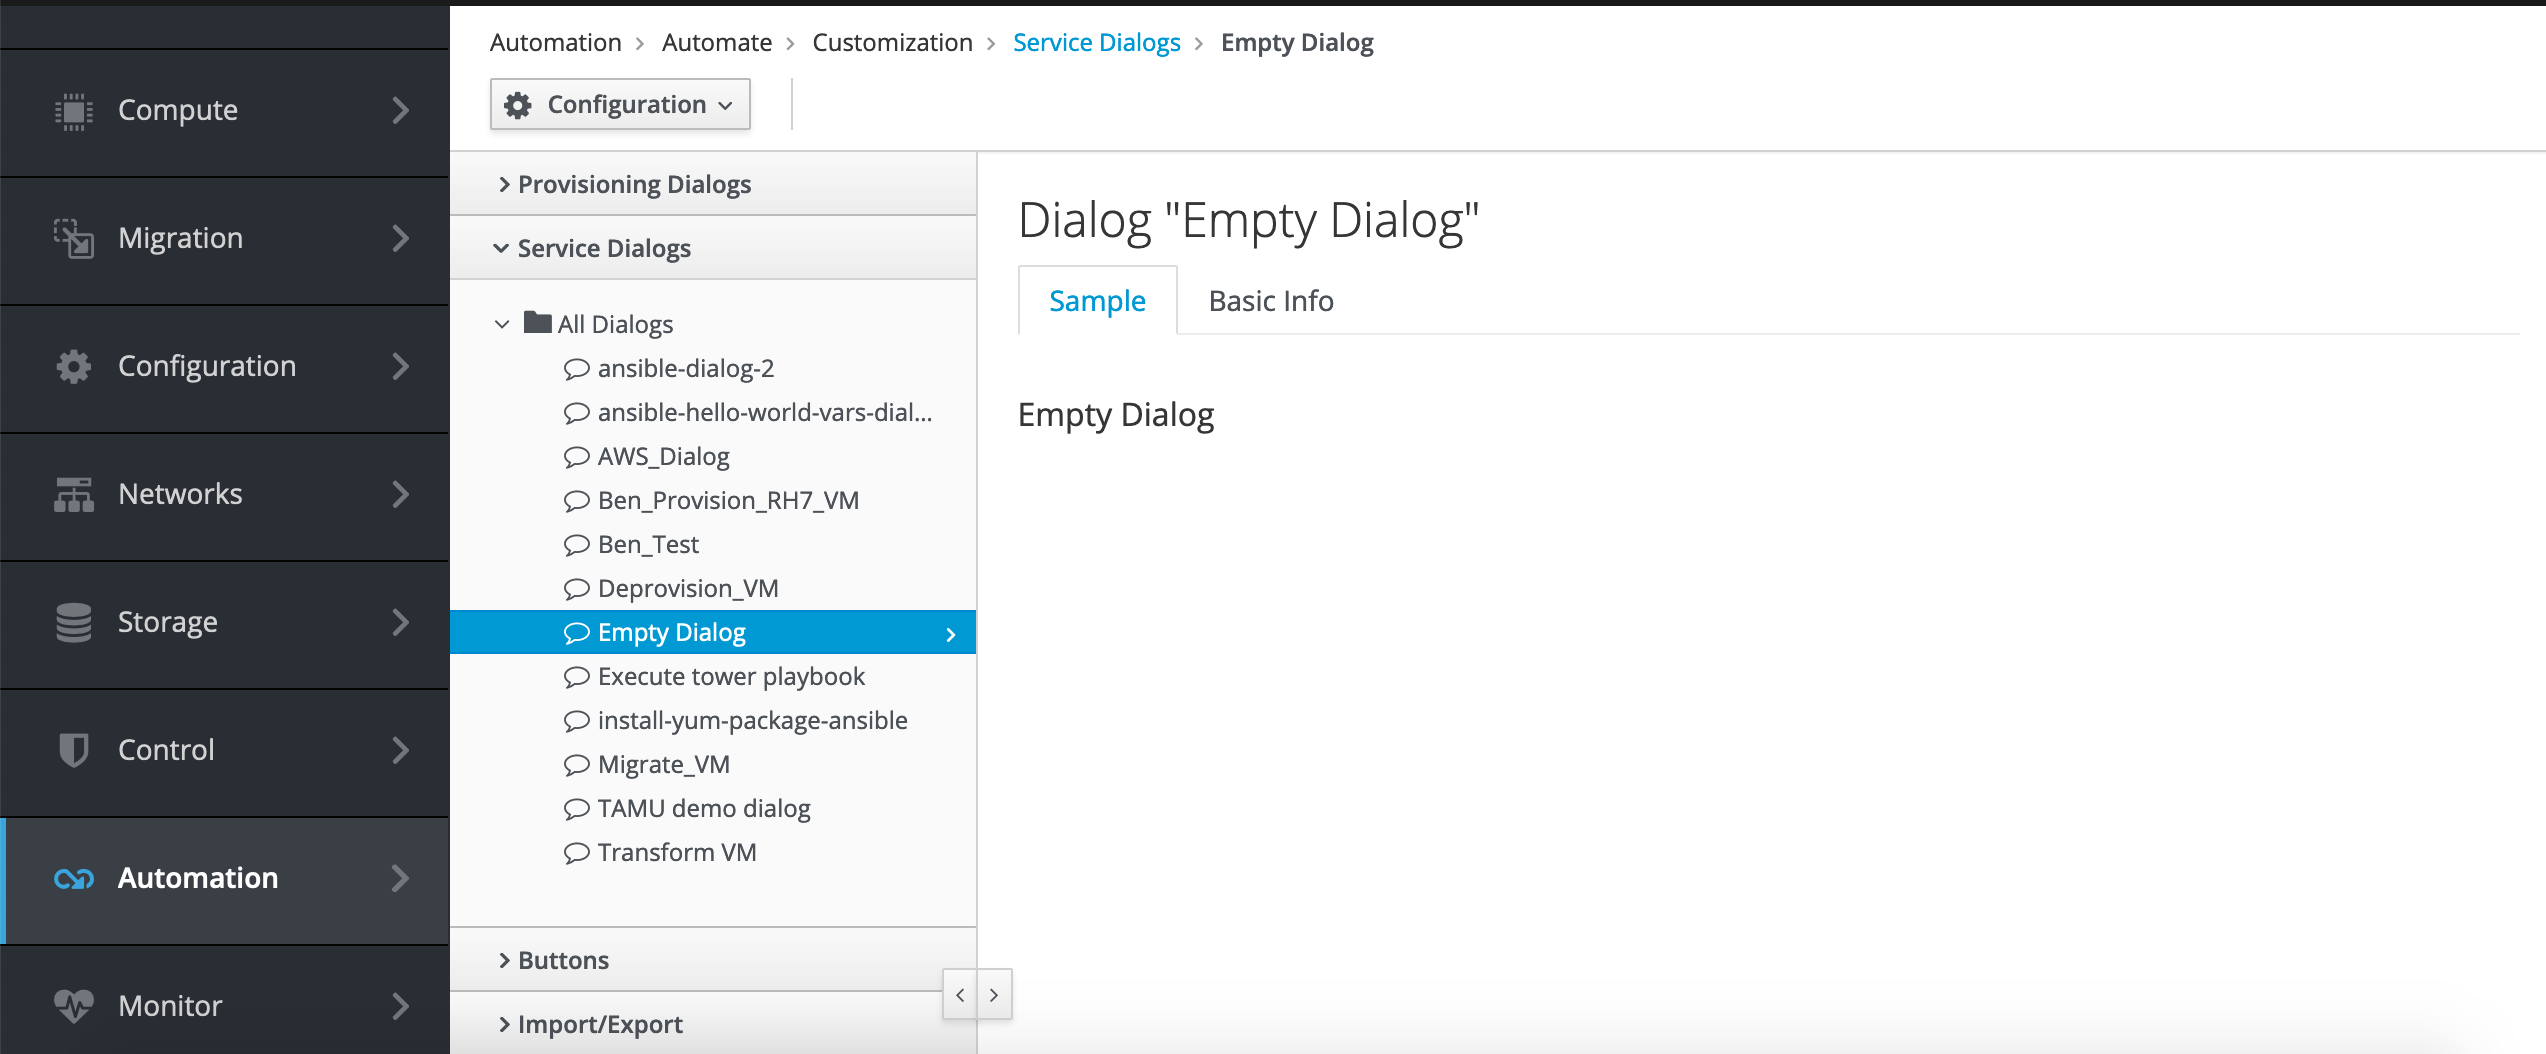 Compute
Migration
Configuration
Networks
Storage
Control
Automation
Monitor
Automation > Automate > Customization > Service Dialogs > Empty Dialog
Configuration
Provisioning Dialogs
Service Dialogs
All Dialogs
ansible-dialog-2
ansible-hello-world-vars-dial...
AWS_Dialog
Ben_Provision_RH7_VM
Ben_Test
Deprovision_VM
Empty Dialog
Execute tower playbook
install-yum-package-ansible
Migrate_VM
TAMU demo dialog
Transform VM
Buttons
Import/Export
Dialog "Empty Dialog"
Sample Basic Info
Empty Dialog